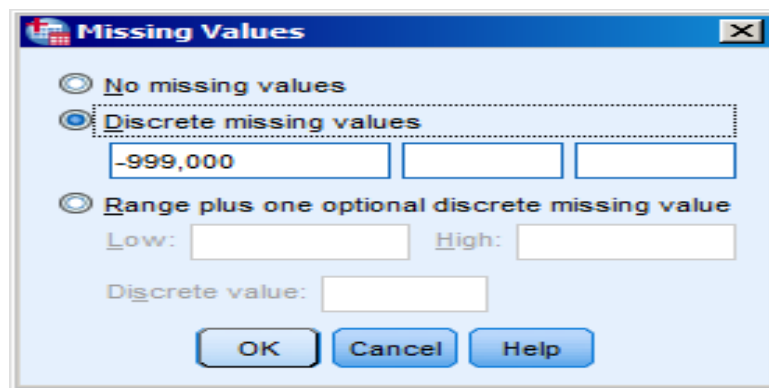 Missing Values
No missing values
Discrete missing values
-999,000
Range plus one optional discrete missing value
Low: High:
Discrete value:
OK Cancel Help